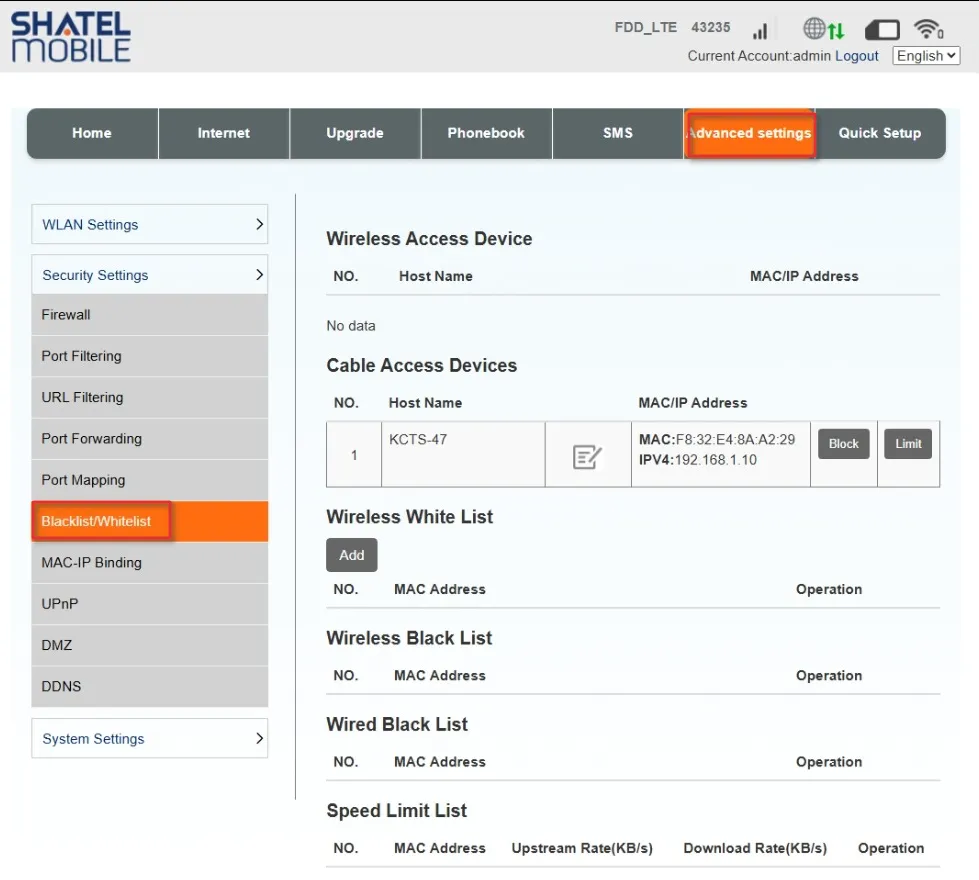 SHATEL
MOBILE
FDD_LTE 43235
0
Current Account:admin Logout English
Home Internet Upgrade Phonebook SMS Advanced settings Quick Setup
WLAN Settings
Security Settings
Firewall
Port Filtering
URL Filtering
Port Forwarding
Port Mapping
Blacklist/Whitelist
MAC-IP Binding
UPnP
DMZ
DDNS
System Settings
Wireless Access Device
NO. Host Name MAC/IP Address
No data
Cable Access Devices
NO. Host Name MAC/IP Address
1 KCTS-47 MAC:F8:32:E4:8A:A2:29 Block Limit
IPV4:192.168.1.10
Wireless White List
Add
NO. MAC Address Operation
Wireless Black List
NO. MAC Address Operation
Wired Black List
NO. MAC Address Operation
Speed Limit List
NO. MAC Address Upstream Rate(KB/s) Download Rate(KB/s) Operation